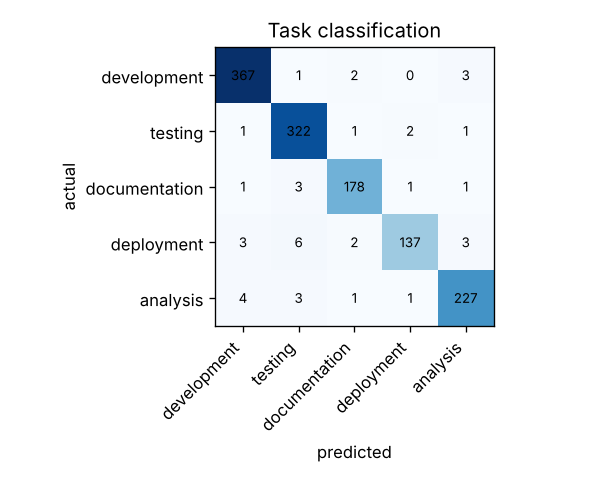 Task classification
development 367 1 2 0 3
testing 1 322 1 2 1
documentation 1 3 178 1 1
deployment 3 6 2 137 3
analysis 4 3 1 1 227
actual
development testing documentation deployment analysis
predicted